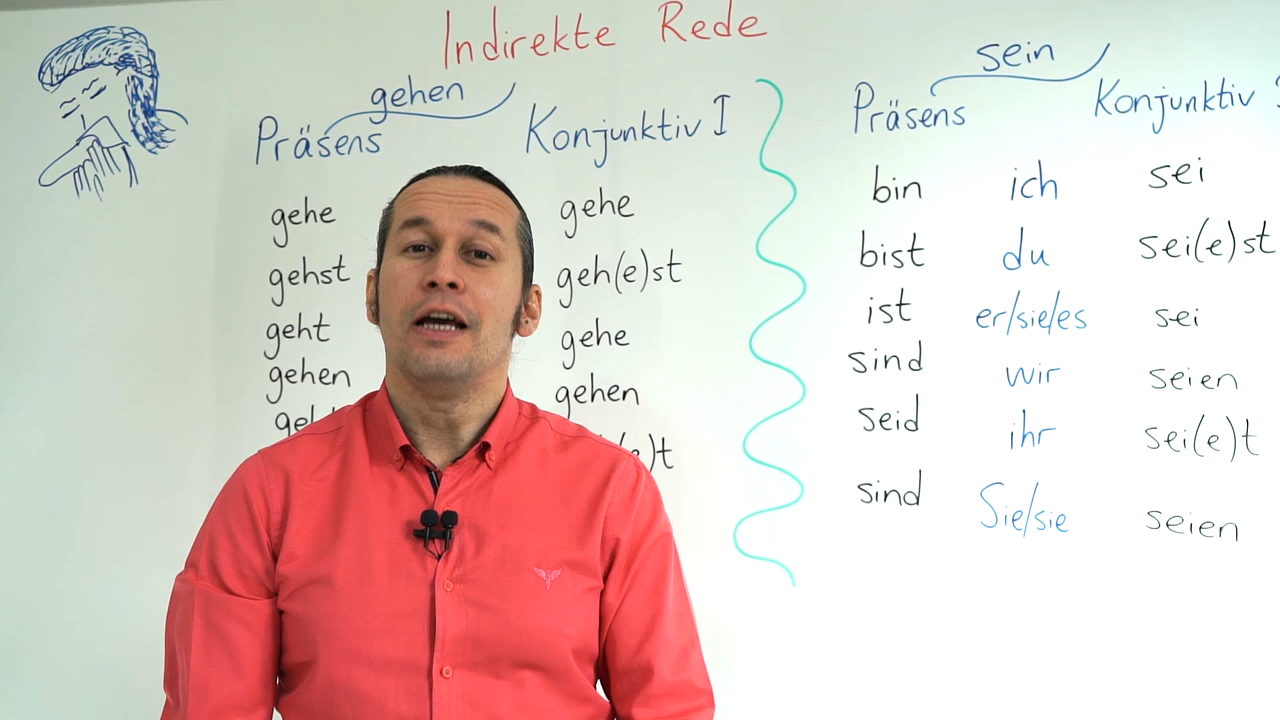 Indirekte Rede
gehen
Präsens Konjunktiv I
gehe gehe
gehst geh(e)st
geht gehe
gehen gehen
(e)t
sein
Präsens Konjunktiv
bin ich sei
bist du sei(e)st
ist er/sie/es sei
sind wir seien
seid ihr sei(e)t
sind Sie/sie seien